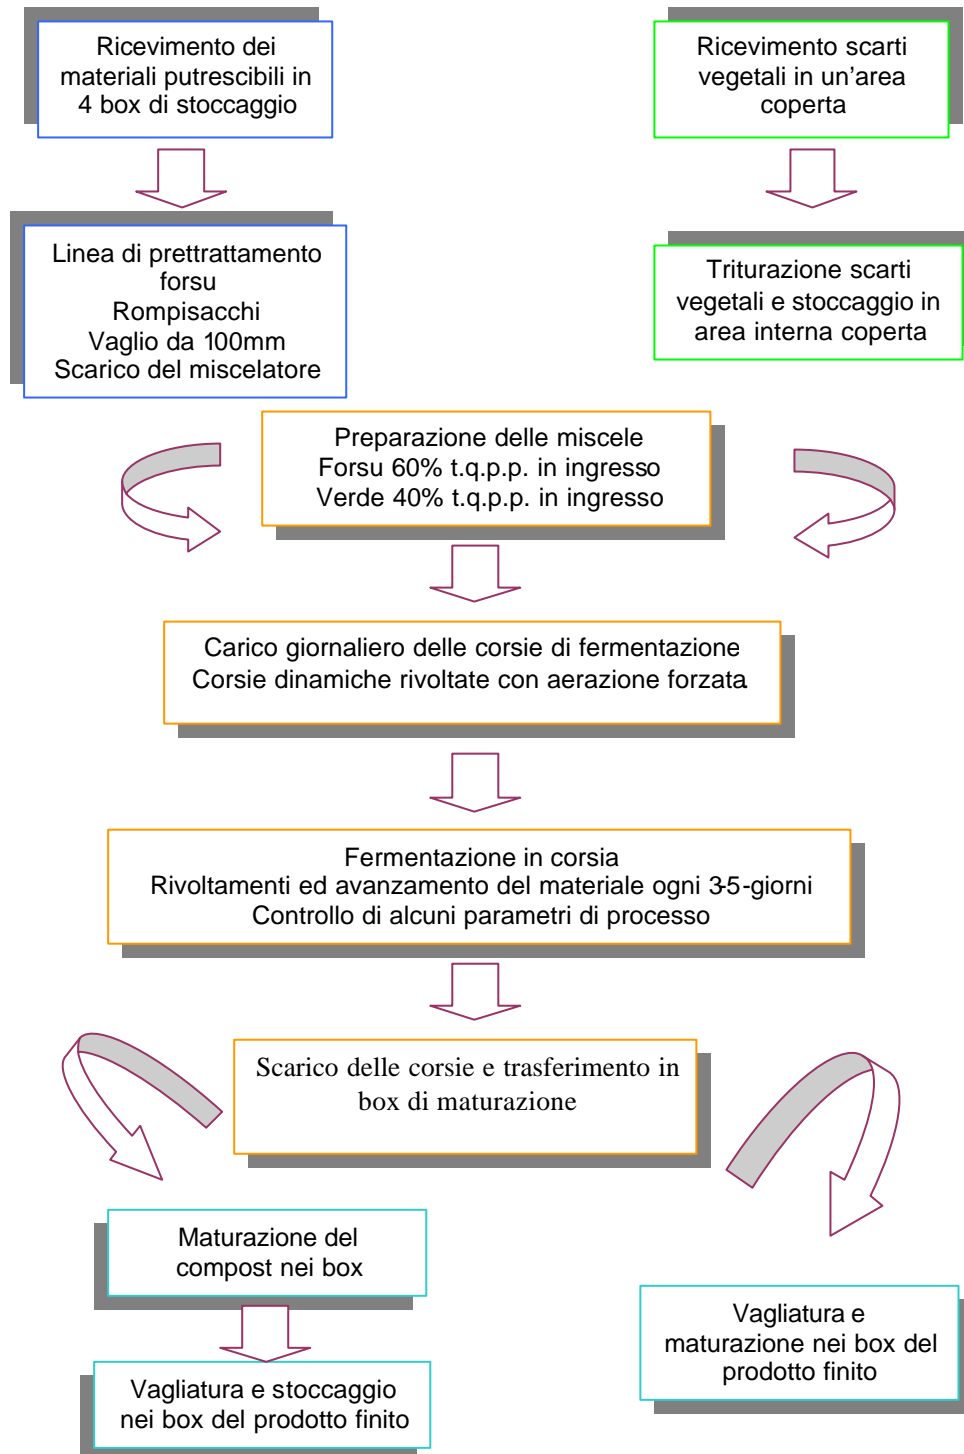 Ricevimento dei
materiali putrescibili in
4 box di stoccaggio
Ricevimento scarti
vegetali in un'area
coperta
Linea di prettrattamento
forsu
Rompisacchi
Vaglio da 100mm
Scarico del miscelatore
Triturazione scarti
vegetali e stoccaggio in
area interna coperta
Preparazione delle miscele
Forsu 60% t.q.p.p. in ingresso
Verde 40% t.q.p.p. in ingresso
Carico giornaliero delle corsie di fermentazione
Corsie dinamiche rivoltate con aerazione forzata.
Fermentazione in corsia
Rivoltamenti ed avanzamento del materiale ogni 3-5-giorni
Controllo di alcuni parametri di processo
Scarico delle corsie e trasferimento in
box di maturazione
Maturazione del
compost nei box
Vagliatura e stoccaggio
nei box del prodotto finito
Vagliatura e
maturazione nei box del
prodotto finito